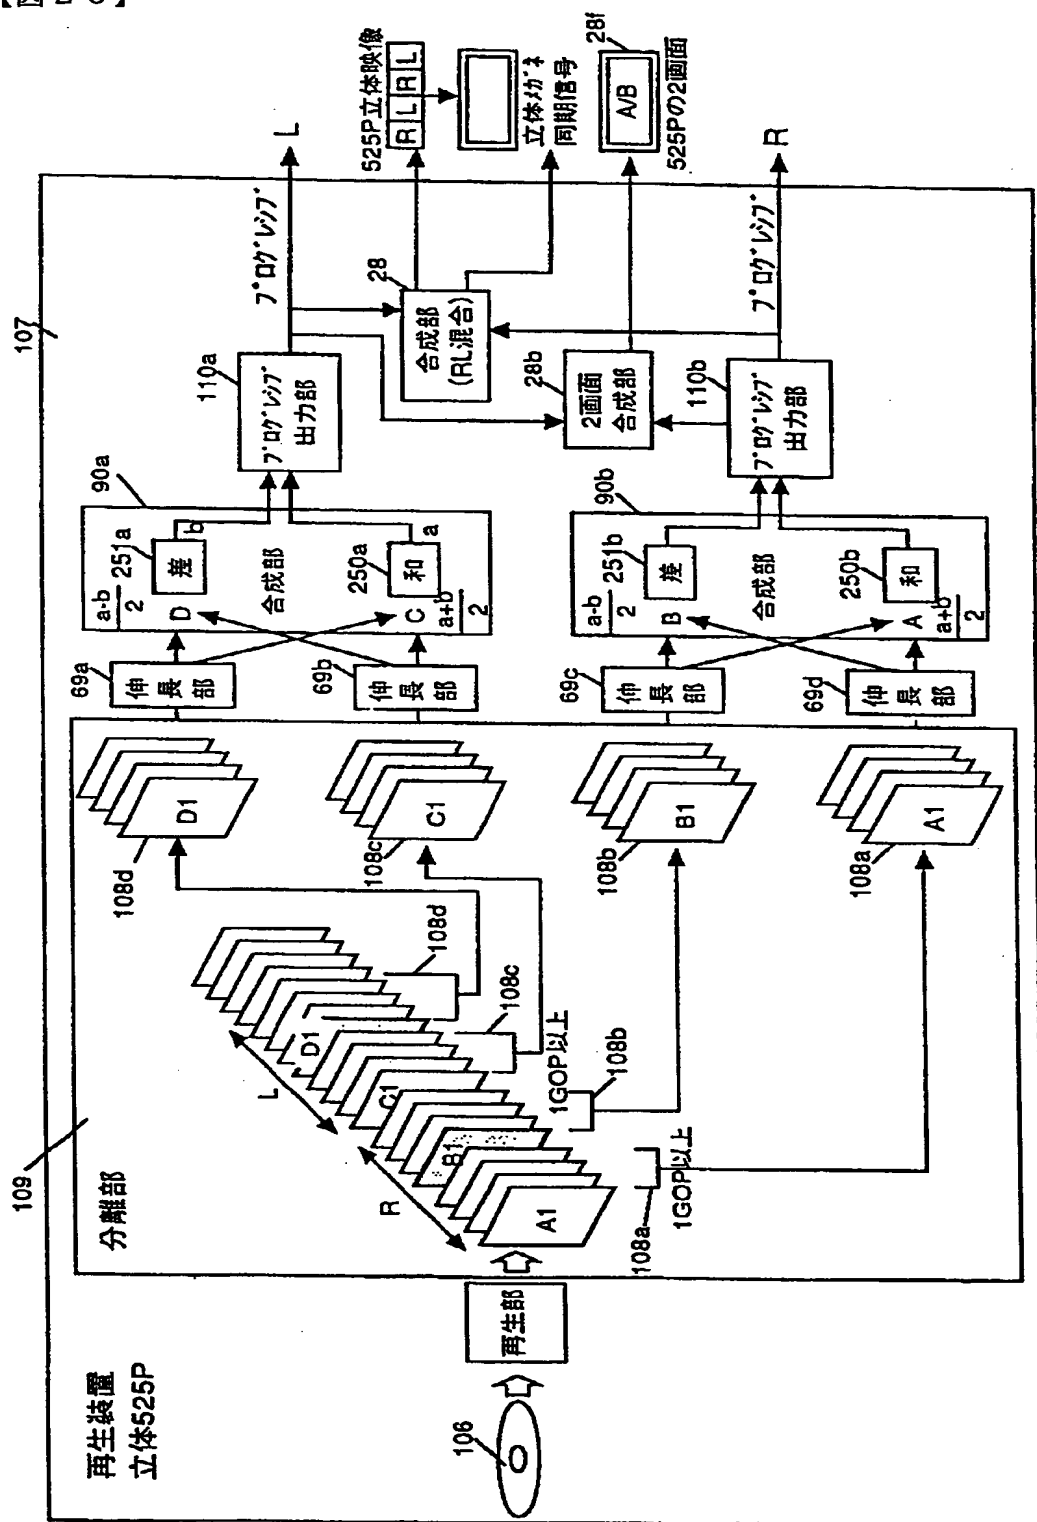 再生装置
立体525P
106
再生部
109
分離部
107
A1
B1
C1
D1
R
L
108a
1GOP以上
108b
1GOP以上
108c
108d
108d
D1
108c
C1
108b
B1
108a
A1
69a
伸長部
69b
伸長部
69c
伸長部
69d
伸長部
90a
a-b
2
251a
差
b
D
合成部
C
250a
和
a
a+b
2
90b
a-b
2
251b
差
B
合成部
A
250b
和
a+b
2
110a
プログレシブ
出力部
プログレシブ
L
28
合成部
(RL混合)
28b
2画面
合成部
110b
プログレシブ
出力部
プログレシブ
R
525P立体映像
R L R L
立体メガネ
同期信号
28f
A/B
525Pの2画面